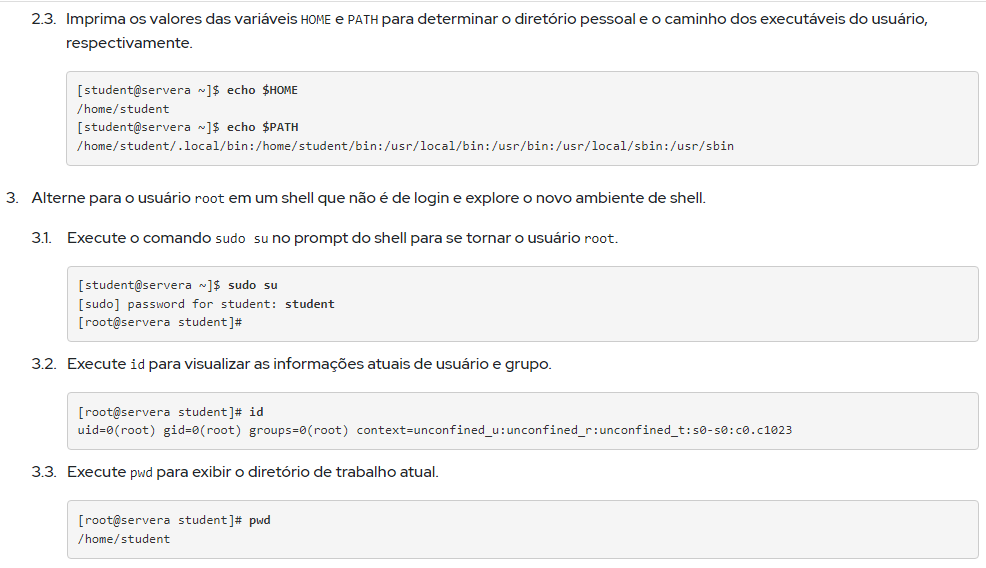 2.3. Imprima os valores das variáveis HOME e PATH para determinar o diretório pessoal e o caminho dos executáveis do usuário,
respectivamente.
[student@servera ~]$ echo $HOME
/home/student
[student@servera ~]$ echo $PATH
/home/student/.local/bin:/home/student/bin:/usr/local/bin:/usr/bin:/usr/local/sbin:/usr/sbin
3. Alterne para o usuário root em um shell que não é de login e explore o novo ambiente de shell.
3.1. Execute o comando sudo su no prompt do shell para se tornar o usuário root.
[student@servera ~]$ sudo su
[sudo] password for student: student
[root@servera student]#
3.2. Execute id para visualizar as informações atuais de usuário e grupo.
[root@servera student]# id
uid=0(root) gid=0(root) groups=0(root) context=unconfined_u:unconfined_r:unconfined_t:s0-s0:c0.c1023
3.3. Execute pwd para exibir o diretório de trabalho atual.
[root@servera student]# pwd
/home/student